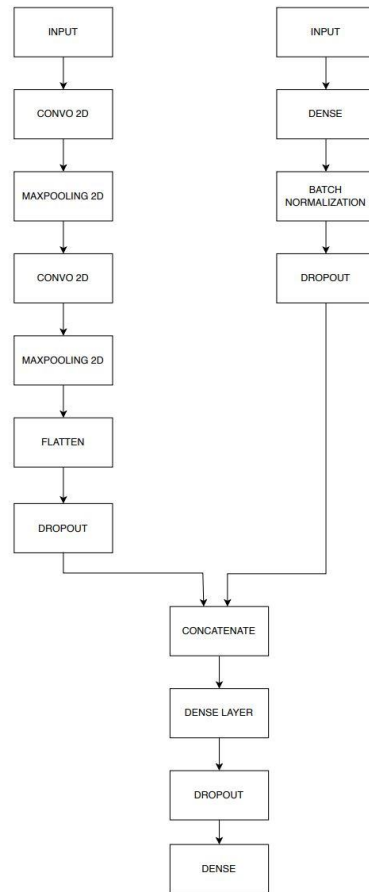 INPUT
CONVO 2D
MAXPOOLING 2D
CONVO 2D
MAXPOOLING 2D
FLATTEN
DROPOUT
INPUT
DENSE
BATCH
NORMALIZATION
DROPOUT
CONCATENATE
DENSE LAYER
DROPOUT
DENSE